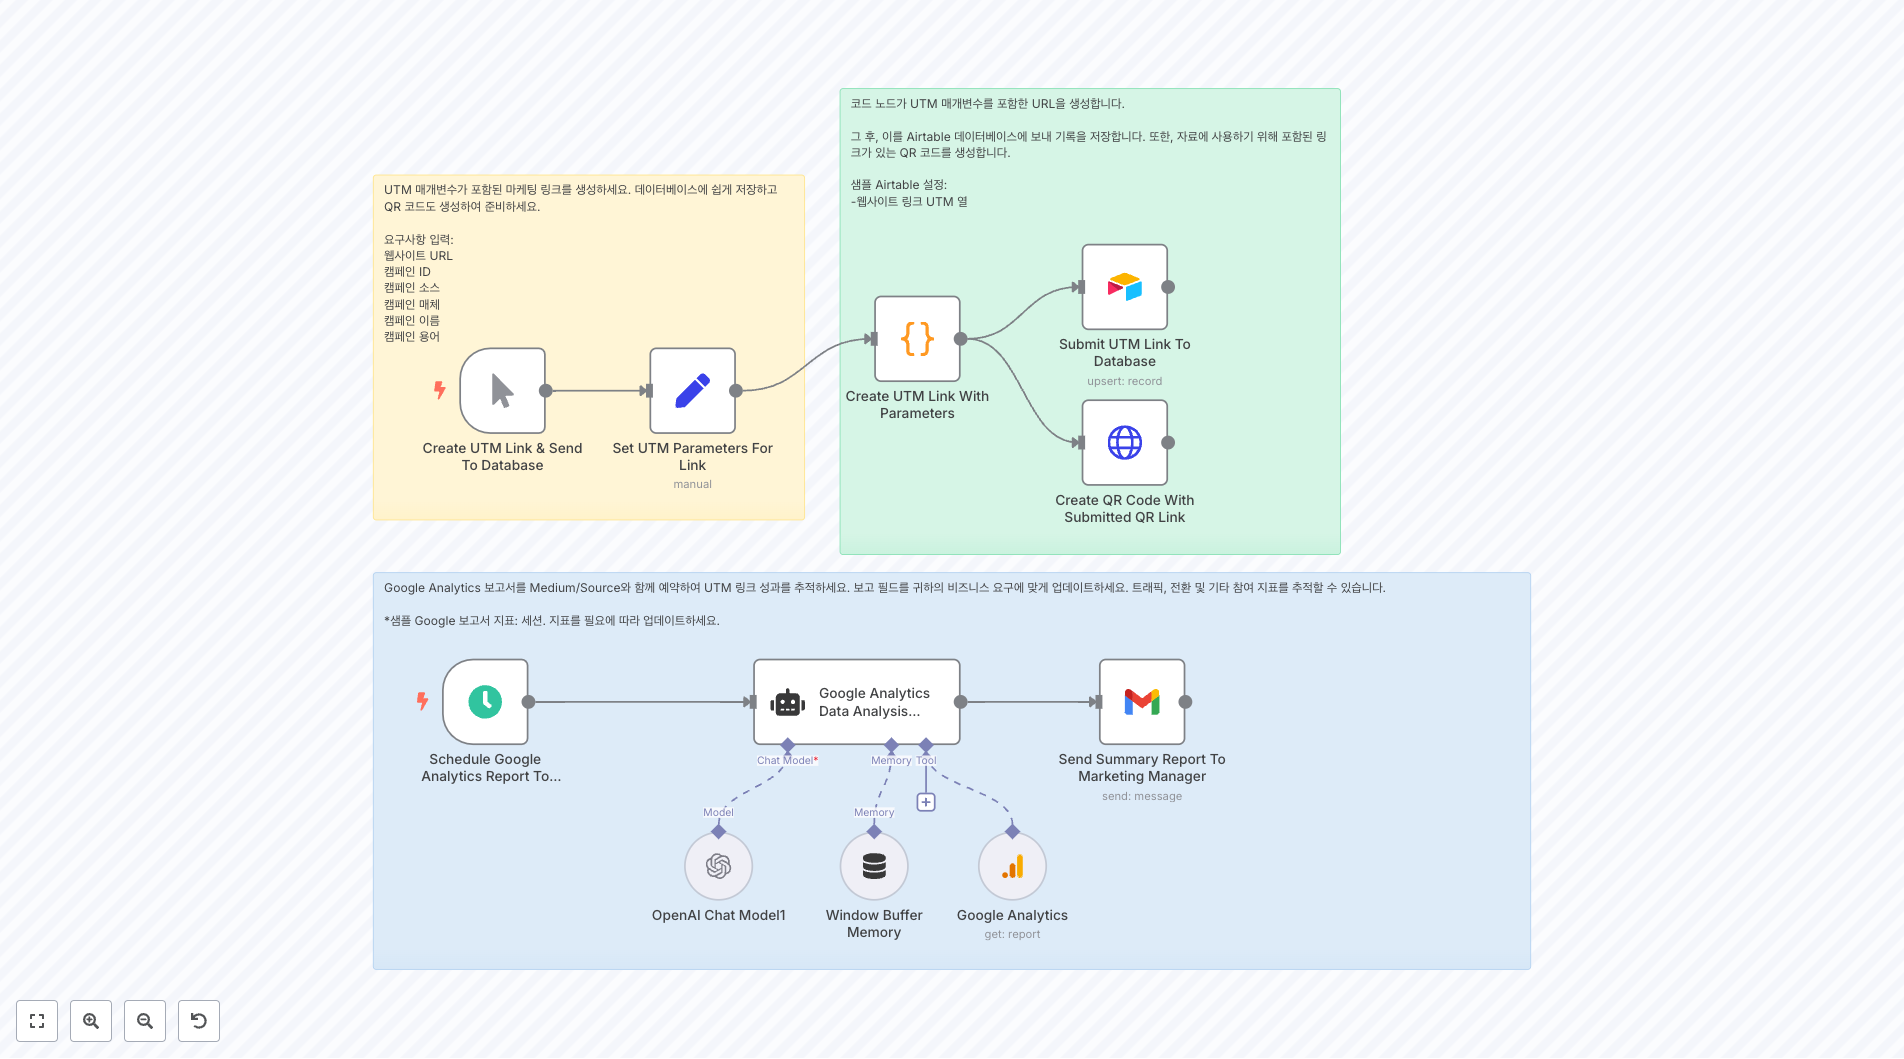 UTM 매개변수가 포함된 마케팅 링크를 생성하세요. 데이터베이스에 쉽게 저장하고
QR 코드도 생성하여 준비하세요.
요구사항 입력:
웹사이트 URL
캠페인 ID
캠페인 소스
캠페인 매체
캠페인 이름
캠페인 용어
Create UTM Link & Send
To Database
Set UTM Parameters For
Link
manual
코드 노드가 UTM 매개변수를 포함한 URL을 생성합니다.
그 후, 이를 Airtable 데이터베이스에 보내 기록을 저장합니다. 또한, 자료에 사용하기 위해 포함된 링
크가 있는 QR 코드를 생성합니다.
샘플 Airtable 설정:
-웹사이트 링크 UTM 열
Create UTM Link With
Parameters
Submit UTM Link To
Database
upsert: record
Create QR Code With
Submitted QR Link
Google Analytics 보고서를 Medium/Source와 함께 예약하여 UTM 링크 성과를 추적하세요. 보고 필드를 귀하의 비즈니스 요구에 맞게 업데이트하세요. 트래픽, 전환 및 기타 참여 지표를 추적할 수 있습니다.
*샘플 Google 보고서 지표: 세션. 지표를 필요에 따라 업데이트하세요.
Schedule Google
Analytics Report To...
Google Analytics
Data Analysis...
Chat Model*
Memory
Tool
Send Summary Report To
Marketing Manager
send: message
Model
Memory
OpenAI Chat Model1
Window Buffer
Memory
Google Analytics
get: report